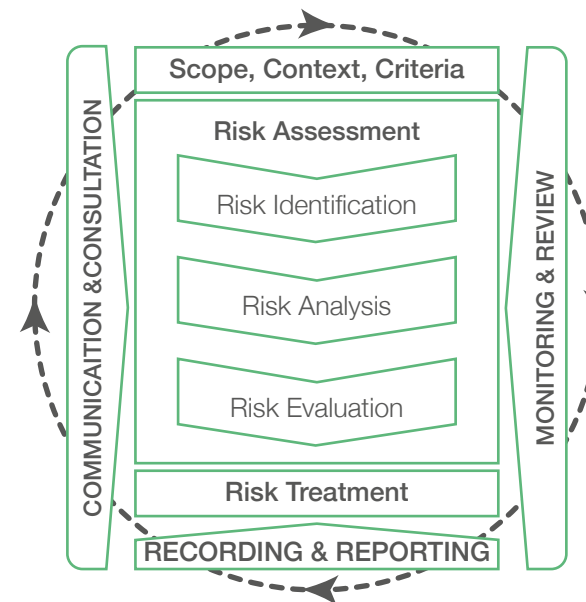 Scope, Context, Criteria
Risk Assessment
Risk Identification
Risk Analysis
Risk Evaluation
Risk Treatment
RECORDING & REPORTING
COMMUNICAITION &CONSULTATION
MONITORING & REVIEW